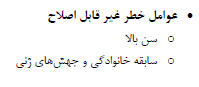 • عوامل خطر غیر قابل اصلاح
○ سن بالا
○ سابقه خانوادگی و جهش‌های ژنی